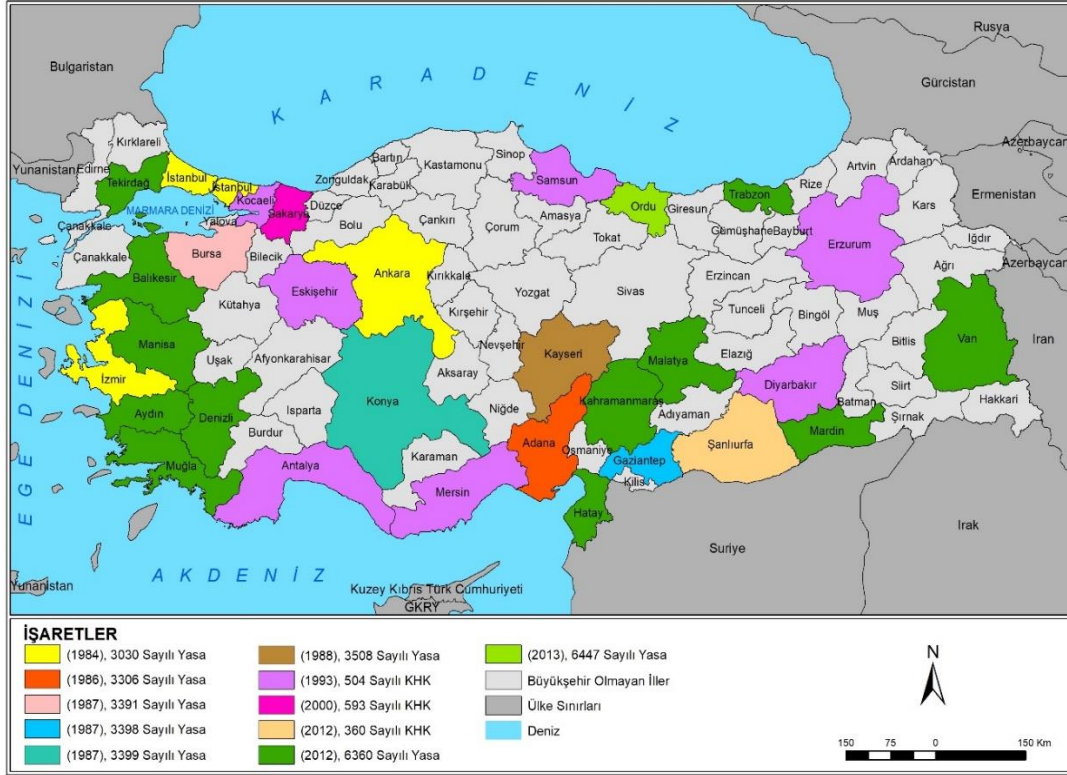 Rusya
Bulgaristan
Gürcistan
KARADENİZ
Azerbaycan
Yunanistan
Ermenistan
Azerbaycan
İran
EGE DENİZİ
MARMARA DENİZİ
Kırklareli
Edirne
Tekirdağ
İstanbul
İstanbul
Kocaeli
Yalova
Sakarya
Düzce
Zonguldak
Bartın
Karabük
Kastamonu
Sinop
Samsun
Ordu
Giresun
Trabzon
Rize
Artvin
Ardahan
Kars
Iğdır
Çanakkale
Çanakkale
Balıkesir
Bursa
Bilecik
Bolu
Çankırı
Çorum
Amasya
Tokat
Gümüşhane
Bayburt
Erzurum
Ağrı
Kütahya
Eskişehir
Ankara
Kırıkkale
Kırşehir
Yozgat
Sivas
Erzincan
Tunceli
Bingöl
Muş
Bitlis
Van
Manisa
İzmir
Uşak
Afyonkarahisar
Konya
Aksaray
Nevşehir
Kayseri
Malatya
Elazığ
Diyarbakır
Batman
Siirt
Şırnak
Hakkari
Aydın
Denizli
Burdur
Isparta
Niğde
Adana
Kahramanmaraş
Adıyaman
Osmaniye
Gaziantep
Kilis
Şanlıurfa
Mardin
Muğla
Antalya
Karaman
Mersin
Hatay
Suriye
Irak
AKDENİZ
Yunanistan
Kuzey Kıbrıs Türk Cumhuriyeti
GKRY
İŞARETLER
(1984), 3030 Sayılı Yasa
(1986), 3306 Sayılı Yasa
(1987), 3391 Sayılı Yasa
(1987), 3398 Sayılı Yasa
(1987), 3399 Sayılı Yasa
(1988), 3508 Sayılı Yasa
(1993), 504 Sayılı KHK
(2000), 593 Sayılı KHK
(2012), 360 Sayılı KHK
(2012), 6360 Sayılı Yasa
(2013), 6447 Sayılı Yasa
Büyükşehir Olmayan İller
Ülke Sınırları
Deniz
N
150 75 0 150 Km